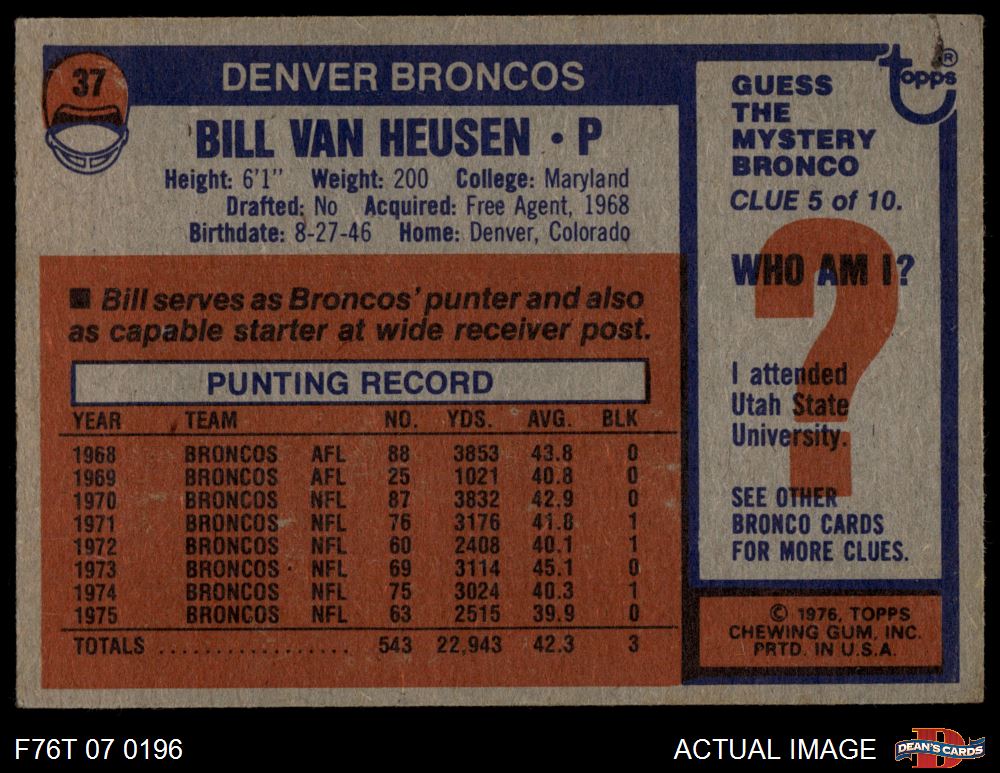 37
DENVER BRONCOS
BILL VAN HEUSEN • P
Height: 6'1" Weight: 200 College: Maryland
Drafted: No Acquired: Free Agent, 1968
Birthdate: 8-27-46 Home: Denver, Colorado
■ Bill serves as Broncos' punter and also
as capable starter at wide receiver post.
PUNTING RECORD
YEAR TEAM NO. YDS. AVG. BLK
1968 BRONCOS AFL 88 3853 43.8 0
1969 BRONCOS AFL 25 1021 40.8 0
1970 BRONCOS NFL 87 3832 42.9 0
1971 BRONCOS NFL 76 3176 41.8 1
1972 BRONCOS NFL 60 2408 40.1 1
1973 BRONCOS NFL 69 3114 45.1 0
1974 BRONCOS NFL 75 3024 40.3 1
1975 BRONCOS NFL 63 2515 39.9 0
TOTALS .................. 543 22,943 42.3 3
topps®
GUESS
THE
MYSTERY
BRONCO
CLUE 5 of 10.
WHO AM I?
I attended
Utah State
University.
SEE OTHER
BRONCO CARDS
FOR MORE CLUES.
© 1976, TOPPS
CHEWING GUM, INC.
PRTD. IN U.S.A.
F76T 07 0196
ACTUAL IMAGE
D
DEAN'S CARDS